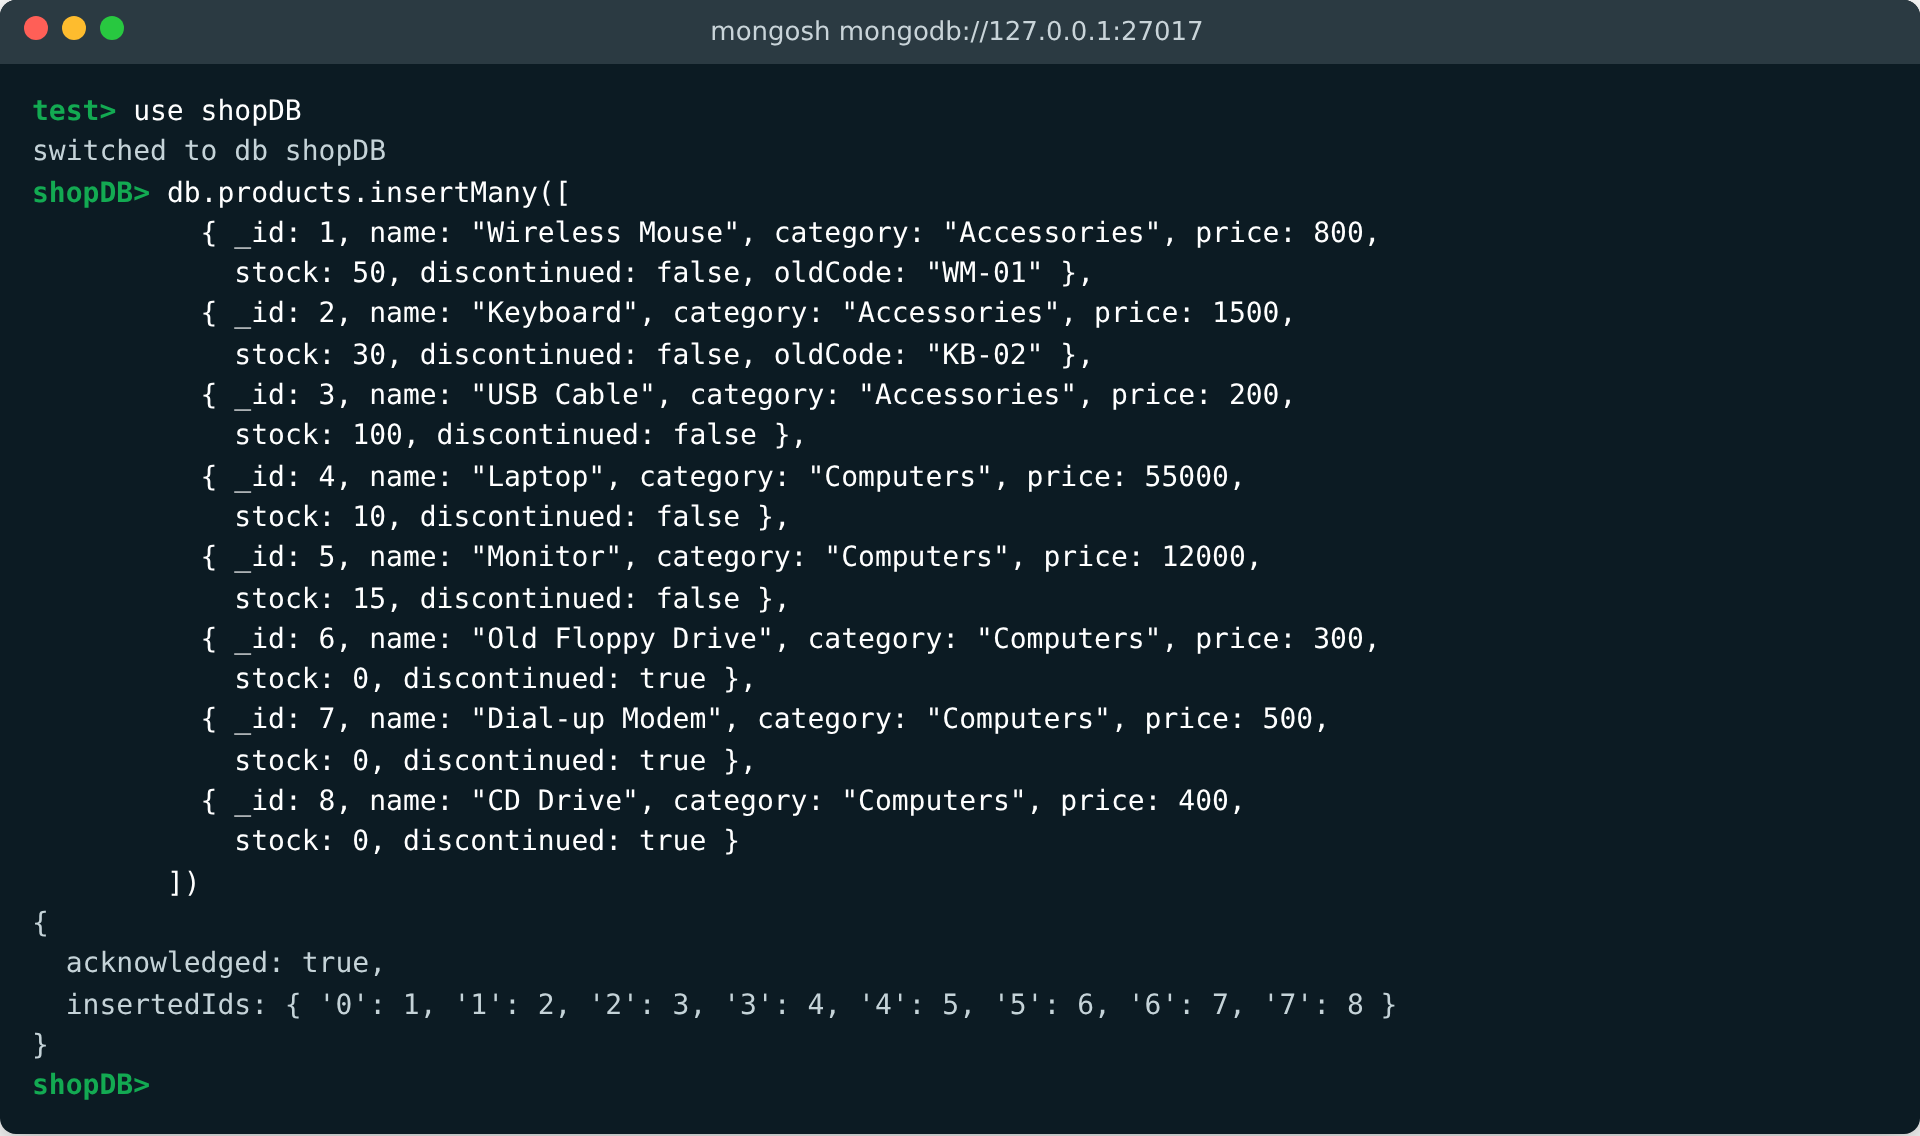 mongosh mongodb://127.0.0.1:27017
test> use shopDB
switched to db shopDB
shopDB> db.products.insertMany([
{ _id: 1, name: "Wireless Mouse", category: "Accessories", price: 800,
stock: 50, discontinued: false, oldCode: "WM-01" },
{ _id: 2, name: "Keyboard", category: "Accessories", price: 1500,
stock: 30, discontinued: false, oldCode: "KB-02" },
{ _id: 3, name: "USB Cable", category: "Accessories", price: 200,
stock: 100, discontinued: false },
{ _id: 4, name: "Laptop", category: "Computers", price: 55000,
stock: 10, discontinued: false },
{ _id: 5, name: "Monitor", category: "Computers", price: 12000,
stock: 15, discontinued: false },
{ _id: 6, name: "Old Floppy Drive", category: "Computers", price: 300,
stock: 0, discontinued: true },
{ _id: 7, name: "Dial-up Modem", category: "Computers", price: 500,
stock: 0, discontinued: true },
{ _id: 8, name: "CD Drive", category: "Computers", price: 400,
stock: 0, discontinued: true }
])
{
acknowledged: true,
insertedIds: { '0': 1, '1': 2, '2': 3, '3': 4, '4': 5, '5': 6, '6': 7, '7': 8 }
}
shopDB>